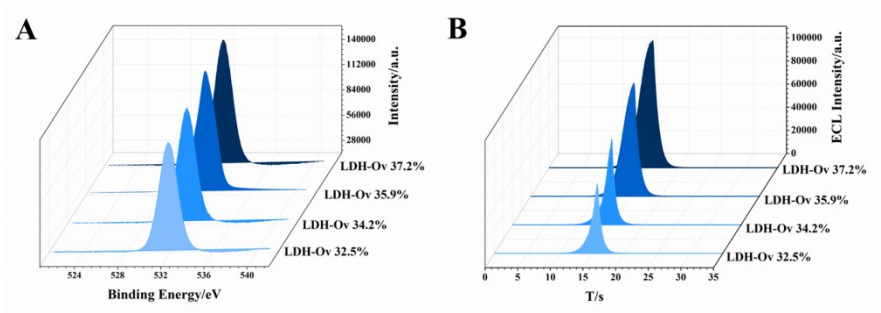 A
140000
112000
84000
56000
28000
Intensity/a.u.
LDH-Ov 37.2%
LDH-Ov 35.9%
LDH-Ov 34.2%
LDH-Ov 32.5%
524 528 532 536 540
Binding Energy/eV
B
100000
80000
60000
40000
20000
0
ECL Intensity/a.u.
LDH-Ov 37.2%
LDH-Ov 35.9%
LDH-Ov 34.2%
LDH-Ov 32.5%
0 5 10 15 20 25 30 35
T/s